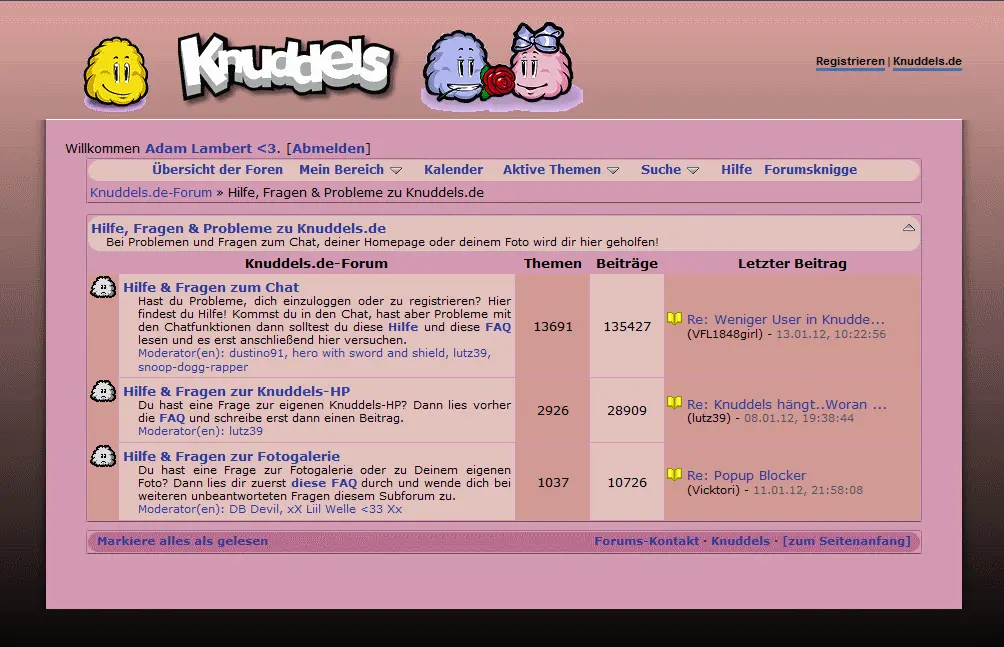 Knuddels
Registrieren | Knuddels.de
Willkommen Adam Lambert <3. [Abmelden]
Übersicht der Foren Mein Bereich Kalender Aktive Themen Suche Hilfe Forumsknigge
Knuddels.de-Forum » Hilfe, Fragen & Probleme zu Knuddels.de
Hilfe, Fragen & Probleme zu Knuddels.de
Bei Problemen und Fragen zum Chat, deiner Homepage oder deinem Foto wird dir hier geholfen!
Knuddels.de-Forum Themen Beiträge Letzter Beitrag
Hilfe & Fragen zum Chat
Hast du Probleme, dich einzuloggen oder zu registrieren? Hier
findest du Hilfe! Kommst du in den Chat, hast aber Probleme mit
den Chatfunktionen dann solltest du diese Hilfe und diese FAQ
lesen und es erst anschließend hier versuchen.
Moderator(en): dustino91, hero with sword and shield, lutz39,
snoop-dogg-rapper
13691
135427
Re: Weniger User in Knudde...
(VFL1848girl) - 13.01.12, 10:22:56
Hilfe & Fragen zur Knuddels-HP
Du hast eine Frage zur eigenen Knuddels-HP? Dann lies vorher
die FAQ und schreibe erst dann einen Beitrag.
Moderator(en): lutz39
2926
28909
Re: Knuddels hängt..Woran ...
(lutz39) - 08.01.12, 19:38:44
Hilfe & Fragen zur Fotogalerie
Du hast eine Frage zur Fotogalerie oder zu Deinem eigenen
Foto? Dann lies dir zuerst diese FAQ durch und wende dich bei
weiteren unbeantworteten Fragen diesem Subforum zu.
Moderator(en): DB Devil, xX Liil Welle <33 Xx
1037
10726
Re: Popup Blocker
(Vicktori) - 11.01.12, 21:58:08
Markiere alles als gelesen
Forums-Kontakt · Knuddels · [zum Seitenanfang]